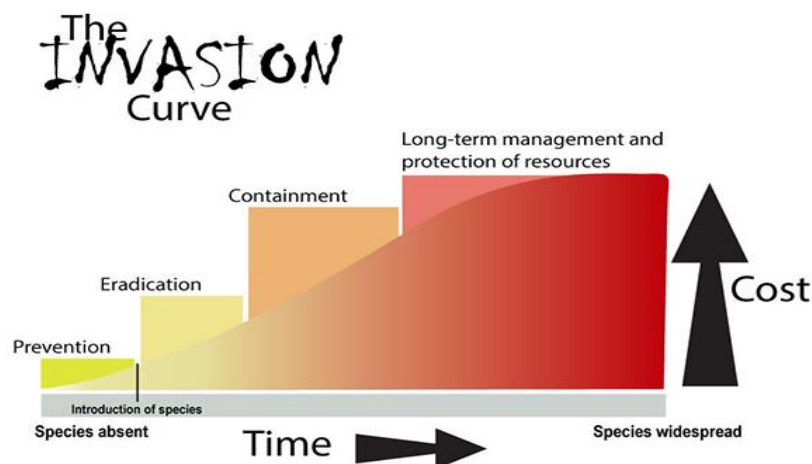 The
INVASION
Curve
Long-term management and
protection of resources
Containment
Eradication
Prevention
Cost
Introduction of species
Species absent
Time
Species widespread